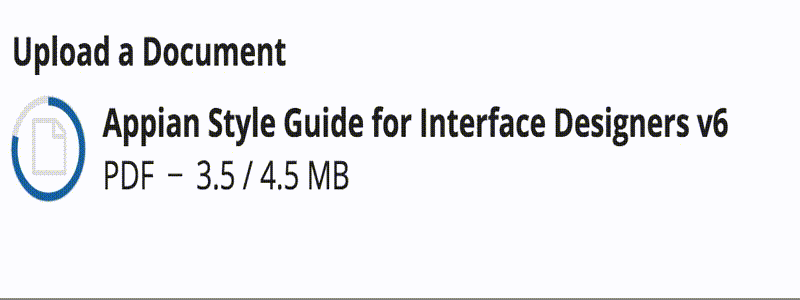 Upload a Document
Appian Style Guide for Interface Designers v6
PDF – 3.5 / 4.5 MB